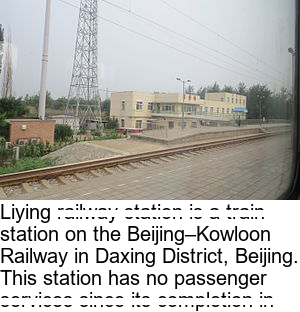 Liying railway station is a train
station on the Beijing–Kowloon
Railway in Daxing District, Beijing.
This station has no passenger
services since its completion in